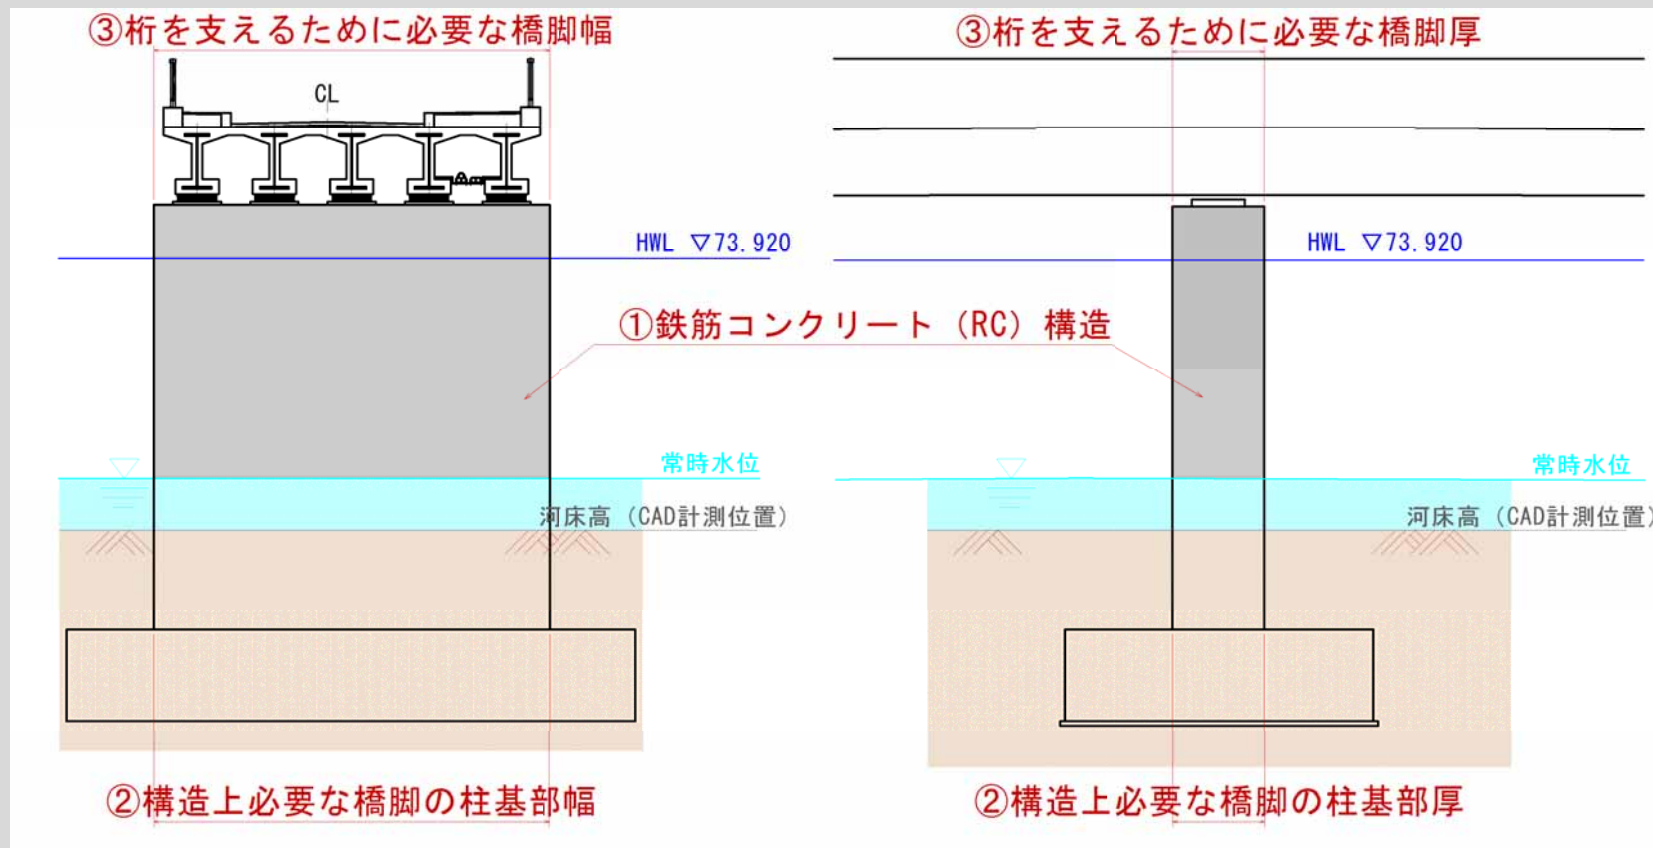 ③桁を支えるために必要な橋脚幅
③桁を支えるために必要な橋脚厚
CL
HWL ▽73.920
HWL ▽73.920
①鉄筋コンクリート（RC）構造
常時水位
常時水位
河床高（CAD計測位置）
河床高（CAD計測位置）
②構造上必要な橋脚の柱基部幅
②構造上必要な橋脚の柱基部厚